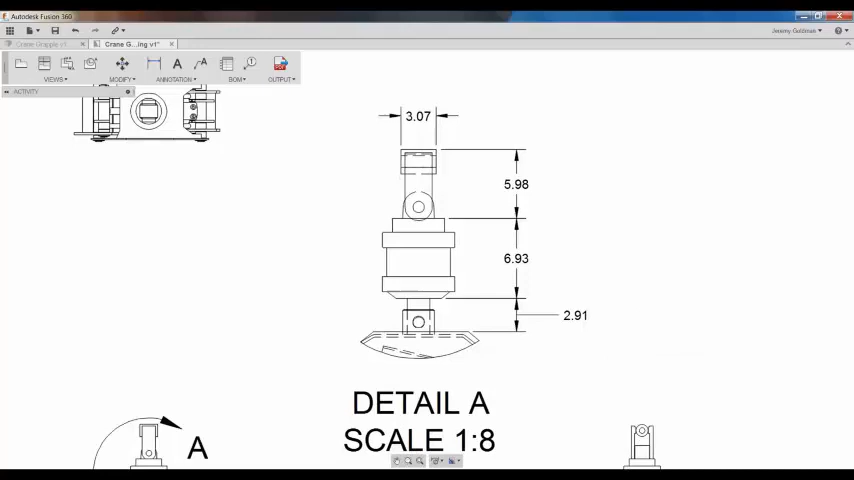 Autodesk Fusion 360
Jeremy Goldman
Crane Grapple v1
Crane G...ing v1*
VIEWS
MODIFY
ANNOTATION
BOM
OUTPUT
ACTIVITY
3.07
5.98
6.93
2.91
DETAIL A
SCALE 1:8
A